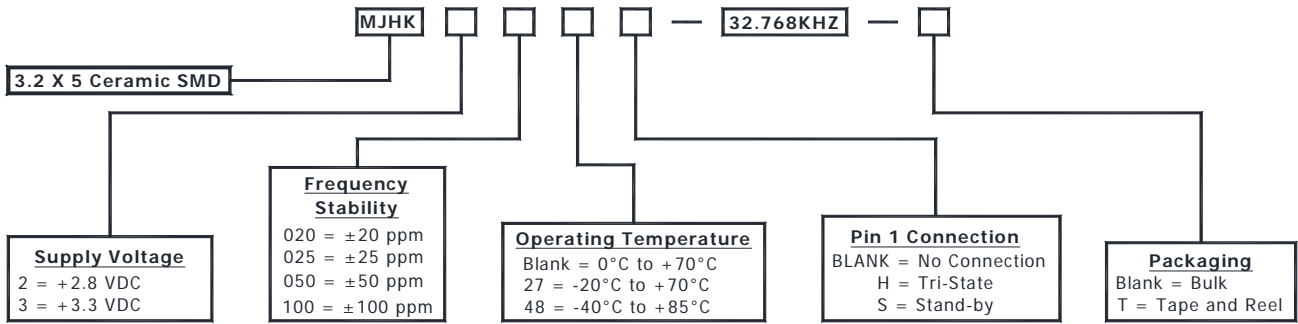 MJHK — 32.768KHZ —
3.2 X 5 Ceramic SMD
Supply Voltage
2 = +2.8 VDC
3 = +3.3 VDC
Frequency
Stability
020 = ±20 ppm
025 = ±25 ppm
050 = ±50 ppm
100 = ±100 ppm
Operating Temperature
Blank = 0°C to +70°C
27 = -20°C to +70°C
48 = -40°C to +85°C
Pin 1 Connection
BLANK = No Connection
H = Tri-State
S = Stand-by
Packaging
Blank = Bulk
T = Tape and Reel